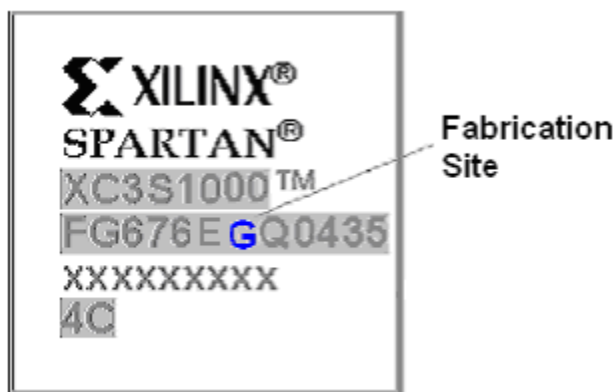 XILINX®
SPARTAN®
XC3S1000™
FG676EGQ0435
XXXXXXXXX
4C
Fabrication
Site